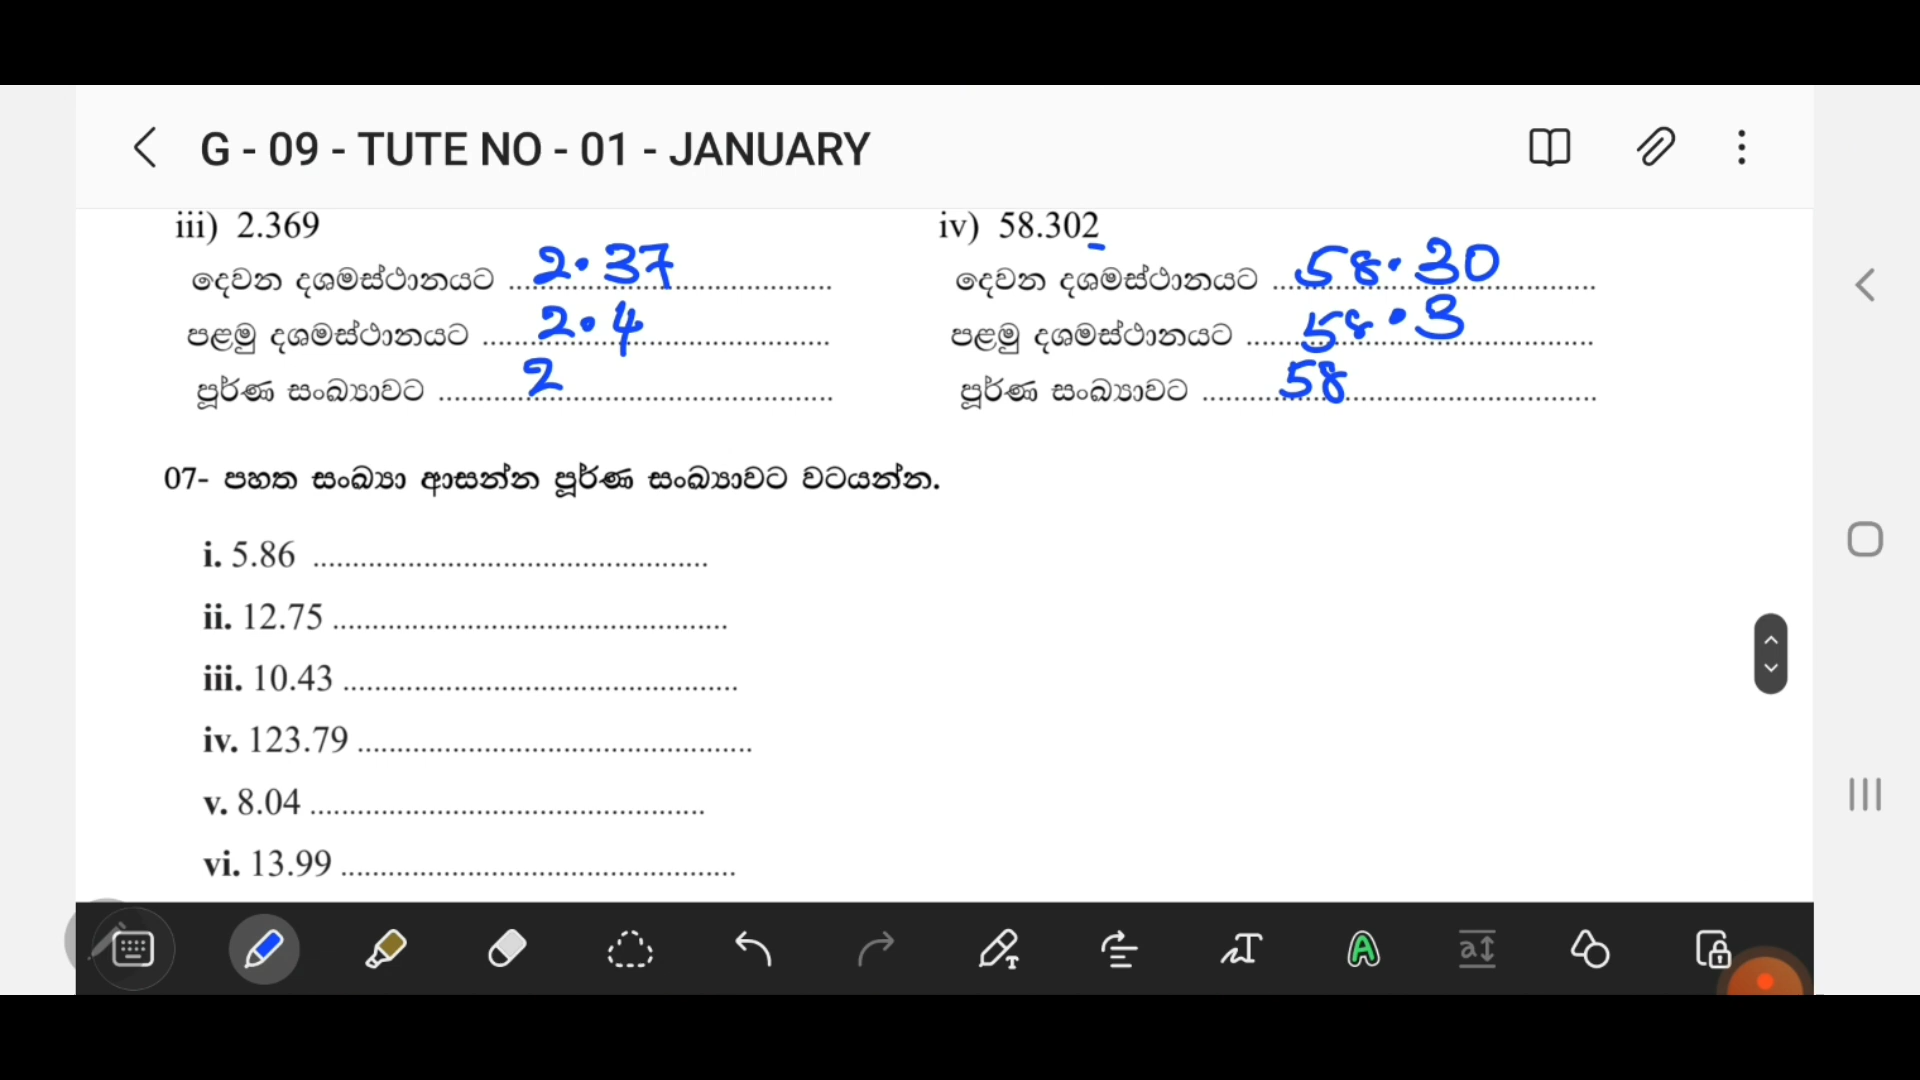 G - 09 - TUTE NO - 01 - JANUARY
iii) 2.369
දෙවන දශමස්ථානයට .......... 2.37 ..........
පළමු දශමස්ථානයට .......... 2.4 ..........
පූර්ණ සංඛ්‍යාවට .......... 2 ..........
iv) 58.302
දෙවන දශමස්ථානයට .......... 58.30 ..........
පළමු දශමස්ථානයට .......... 58.3 ..........
පූර්ණ සංඛ්‍යාවට .......... 58 ..........
07- පහත සංඛ්‍යා ආසන්න පූර්ණ සංඛ්‍යාවට වටයන්න.
i. 5.86 ..........
ii. 12.75 ..........
iii. 10.43 ..........
iv. 123.79 ..........
v. 8.04 ..........
vi. 13.99 ..........